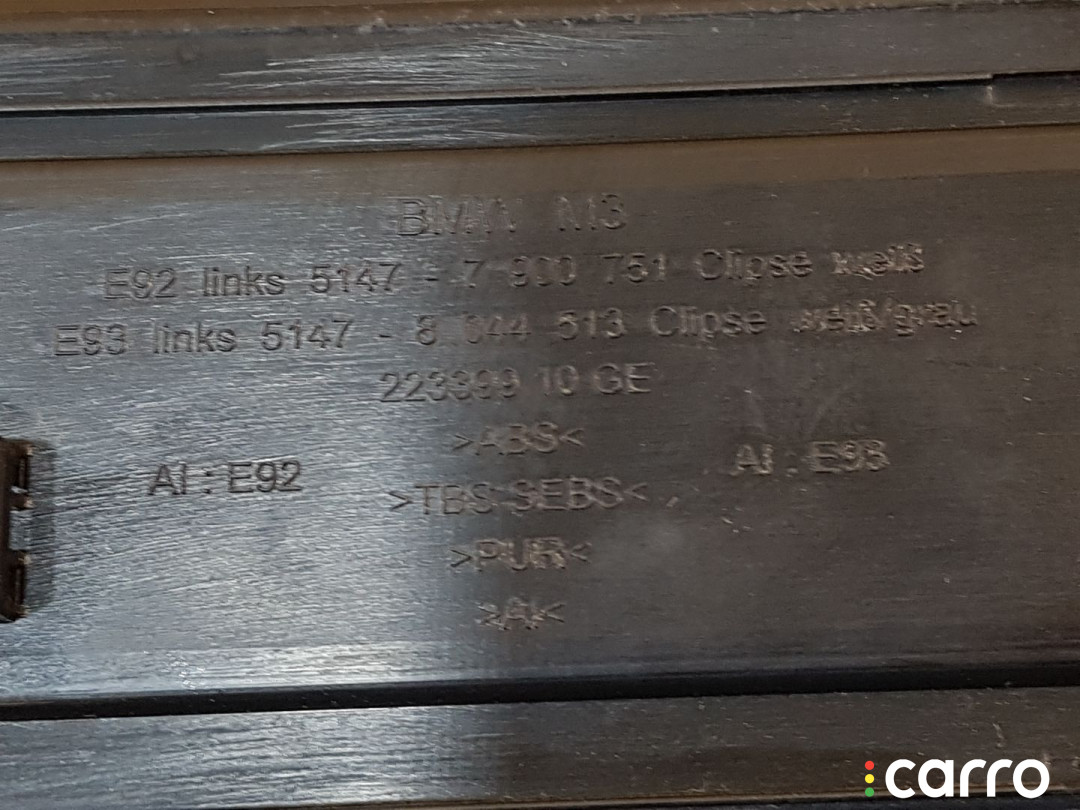 BMW M3
E92 links 5147 - 7 900 751 Clipse weiß
E93 links 5147 - 8 044 513 Clipse weiß/grau
223399 10 GE
>ABS<
AI : E92
AI : E93
>TBS-SEBS<
>PUR<
>AI<
carro